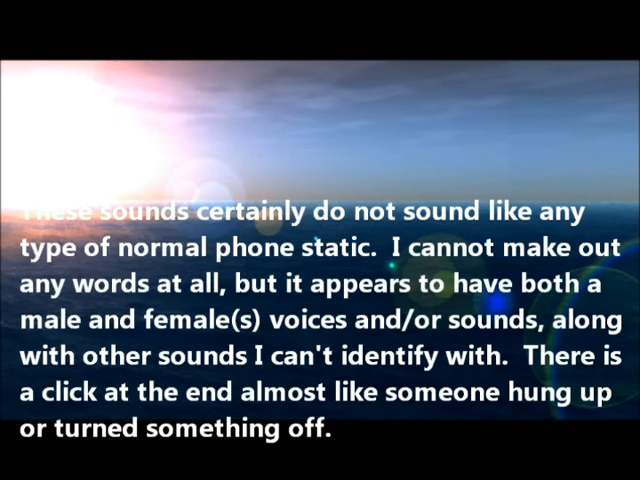 These sounds certainly do not sound like any
type of normal phone static.  I cannot make out
any words at all, but it appears to have both a
male and female(s) voices and/or sounds, along
with other sounds I can't identify with.  There is
a click at the end almost like someone hung up
or turned something off.